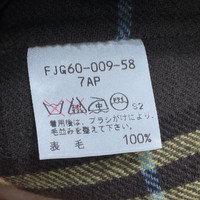 FJG60-009-58
7AP
中 S2
着用後は、ブラシがけにより、
毛並みを整えて下さい。
表 毛 100%